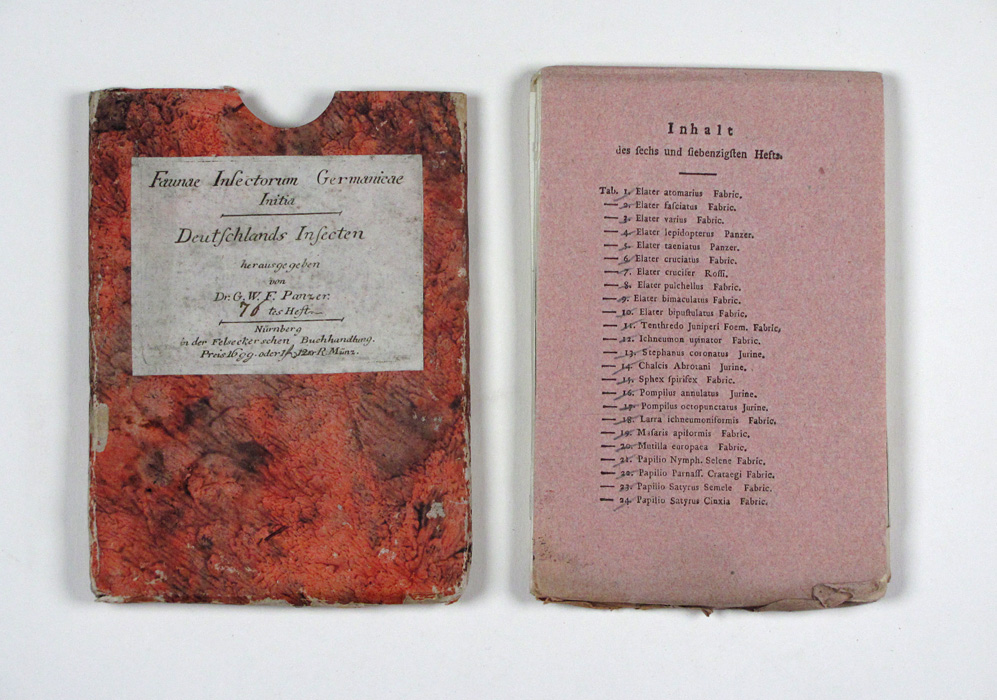 Faunae Inſectorum Germanicae
Initia
Deutſchlands Inſecten
herausgegeben
von
Dr. G. W. F. Panzer.
76 tes Heft.
Nürnberg
in der Felseckerschen Buchhandlung.
Preis 16 gg. oder
Münz.
Inhalt
des ſechs und ſiebenzigſten Hefts.
Tab. 1. Elater atomarius Fabric.
— 2. Elater faſciatus Fabric.
— 3. Elater varius Fabric.
— 4. Elater lepidopterus Panzer.
— 5. Elater taeniatus Panzer.
— 6. Elater cruciatus Fabric.
— 7. Elater crucifer Roſſi.
— 8. Elater pulchellus Fabric.
— 9. Elater bimaculatus Fabric.
— 10. Elater bipuſtulatus Fabric.
— 11. Tenthredo Juniperi Foem. Fabric.
— 12. Ichneumon Fabric.
— 13. Stephanus coronatus Jurine.
— 14. Chalcis Abrotani Jurine.
— 15. Sphex ſpirifex Fabric.
— 16. Pompilus annulatus Jurine.
— 17. Pompilus octopunctatus Jurine.
— 18. Larra ichneumoniformis Fabric.
— 19. Maſaris apiformis Fabric.
— 20. Mutilla europaea Fabric.
— 21. Papilio Nymph. Selene Fabric.
— 22. Papilio Parnaſſ. Crataegi Fabric.
— 23. Papilio Satyrus Semele Fabric.
— 24. Papilio Satyrus Cinxia Fabric.